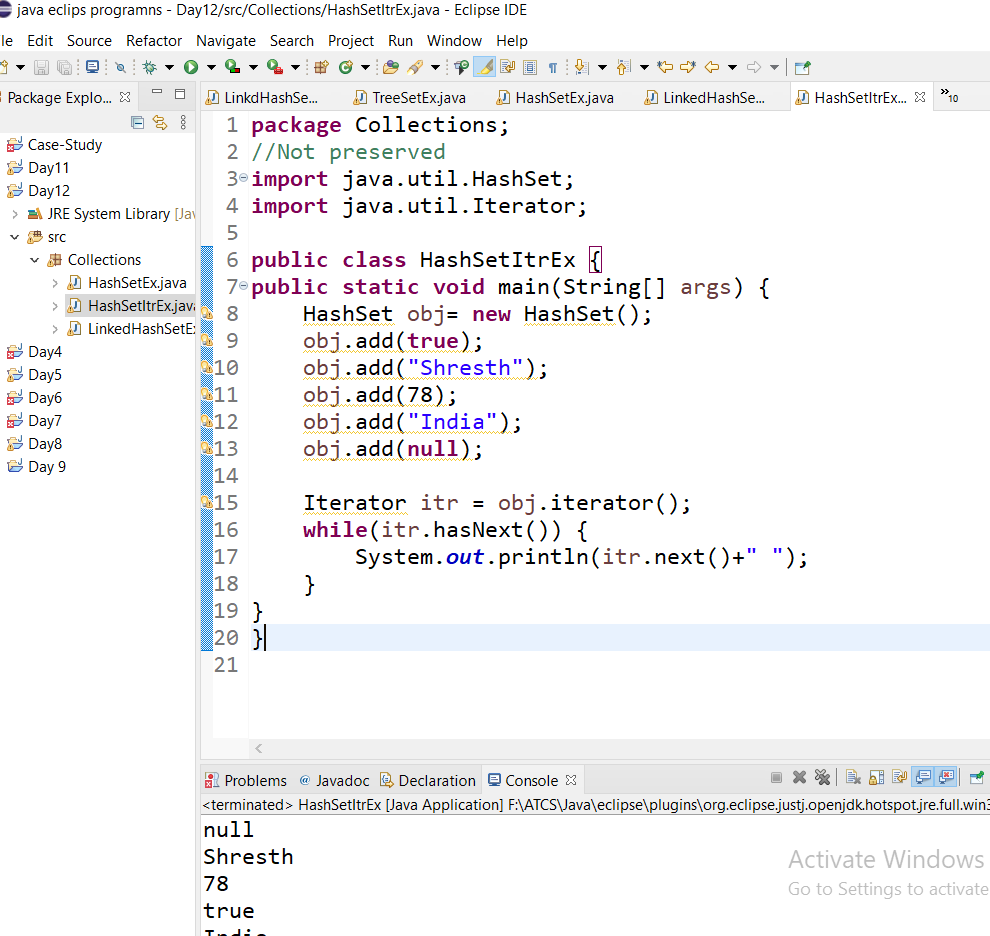 java eclips programns - Day12/src/Collections/HashSetItrEx.java - Eclipse IDE
le Edit Source Refactor Navigate Search Project Run Window Help
Package Explo...
LinkdHashSe...
TreeSetEx.java
HashSetEx.java
LinkedHashSe...
HashSetItrEx...
»10
Case-Study
Day11
Day12
JRE System Library [Jav
src
Collections
HashSetEx.java
HashSetItrEx.java
LinkedHashSetEx
Day4
Day5
Day6
Day7
Day8
Day 9
1 package Collections;
2 //Not preserved
3 import java.util.HashSet;
4 import java.util.Iterator;
5
6 public class HashSetItrEx {
7 public static void main(String[] args) {
8 HashSet obj= new HashSet();
9 obj.add(true);
10 obj.add("Shresth");
11 obj.add(78);
12 obj.add("India");
13 obj.add(null);
14
15 Iterator itr = obj.iterator();
16 while(itr.hasNext()) {
17 System.out.println(itr.next()+" ");
18 }
19 }
20 }
21
Problems @ Javadoc Declaration Console
<terminated> HashSetItrEx [Java Application] F:\ATCS\Java\eclipse\plugins\org.eclipse.justj.openjdk.hotspot.jre.full.win3
null
Shresth
78
true
India
Activate Windows
Go to Settings to activate